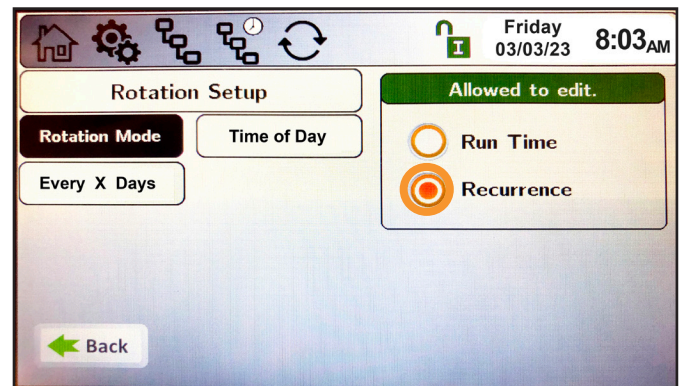 I
Friday
03/03/23
8:03AM
Rotation Setup
Allowed to edit.
Rotation Mode
Time of Day
Run Time
Every X Days
Recurrence
Back